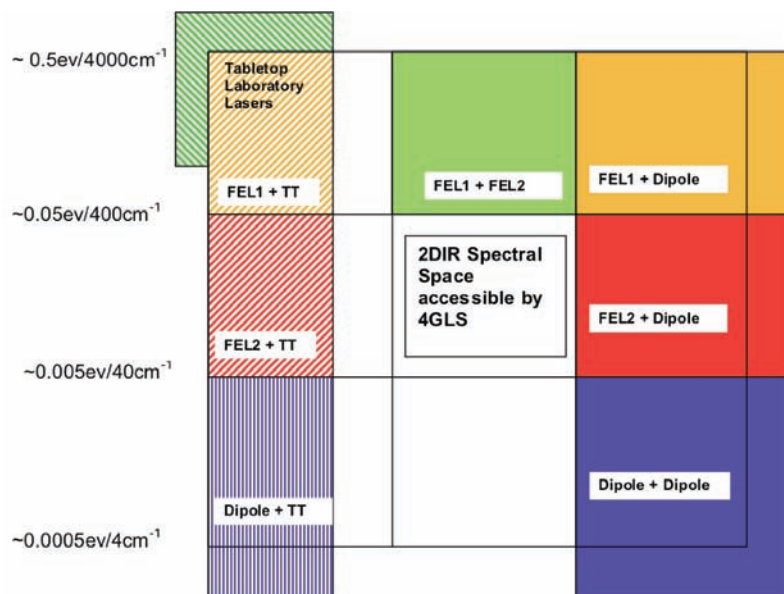 ~ 0.5ev/4000cm⁻¹
Tabletop
Laboratory
Lasers
FEL1 + TT
FEL1 + FEL2
FEL1 + Dipole
~0.05ev/400cm⁻¹
2DIR Spectral
Space
accessible by
4GLS
FEL2 + TT
FEL2 + Dipole
~0.005ev/40cm⁻¹
Dipole + Dipole
Dipole + TT
~0.0005ev/4cm⁻¹